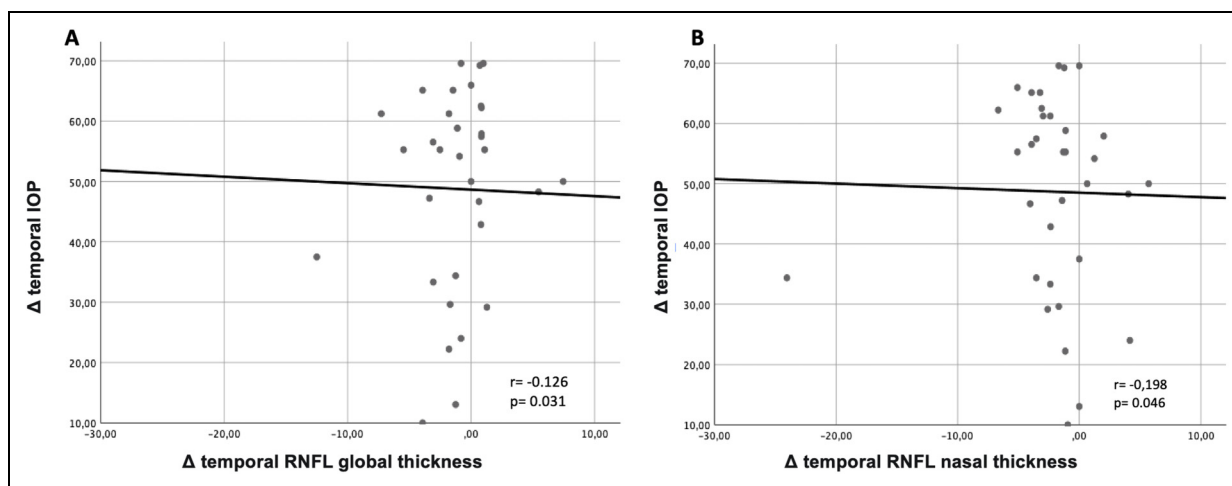 A
Δ temporal IOP
70,00
60,00
50,00
40,00
30,00
20,00
10,00
-30,00
-20,00
-10,00
,00
10,00
r= -0.126
p= 0.031
Δ temporal RNFL global thickness
B
Δ temporal IOP
70,00
60,00
50,00
40,00
30,00
20,00
10,00
-30,00
-20,00
-10,00
,00
10,00
r= -0,198
p= 0.046
Δ temporal RNFL nasal thickness